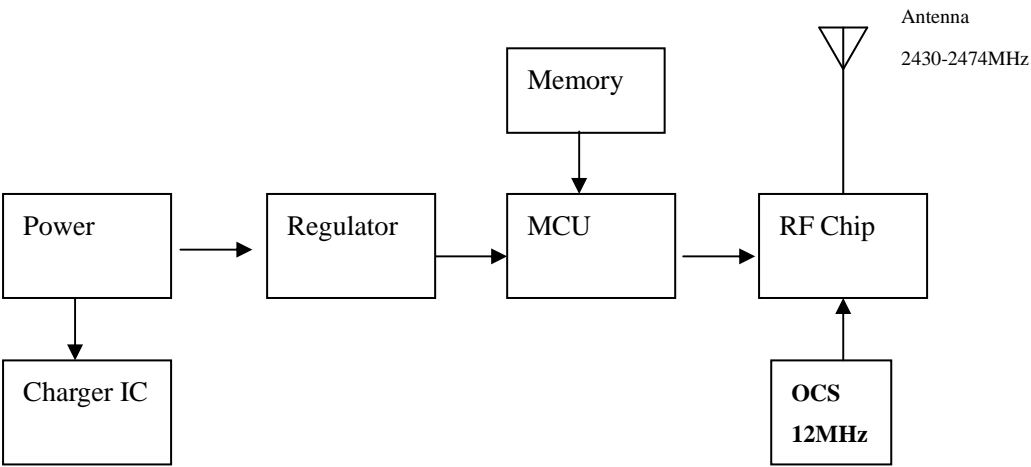 Antenna
2430-2474MHz
Memory
Power
Regulator
MCU
RF Chip
Charger IC
OCS
12MHz